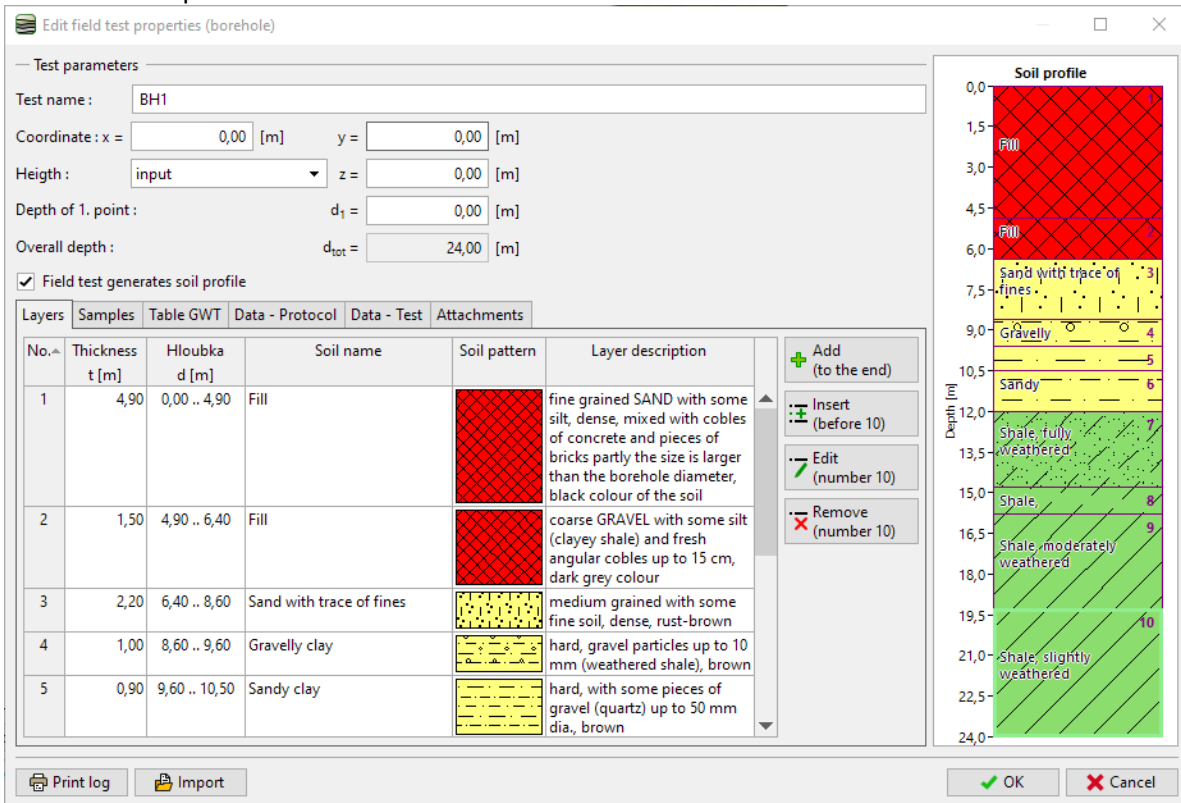 Edit field test properties (borehole)
Test parameters
Test name : BH1
Coordinate : x = 0,00 [m] y = 0,00 [m]
Heigth : input z = 0,00 [m]
Depth of 1. point : d1 = 0,00 [m]
Overall depth : dtot = 24,00 [m]
Field test generates soil profile
Layers Samples Table GWT Data - Protocol Data - Test Attachments
No. Thickness Hloubka Soil name Soil pattern Layer description
t [m] d [m]
1 4,90 0,00 .. 4,90 Fill fine grained SAND with some
silt, dense, mixed with cobles
of concrete and pieces of
bricks partly the size is larger
than the borehole diameter,
black colour of the soil
2 1,50 4,90 .. 6,40 Fill coarse GRAVEL with some silt
(clayey shale) and fresh
angular cobles up to 15 cm,
dark grey colour
3 2,20 6,40 .. 8,60 Sand with trace of fines medium grained with some
fine soil, dense, rust-brown
4 1,00 8,60 .. 9,60 Gravelly clay hard, gravel particles up to 10
mm (weathered shale), brown
5 0,90 9,60 .. 10,50 Sandy clay hard, with some pieces of
gravel (quartz) up to 50 mm
dia., brown
Add
(to the end)
Insert
(before 10)
Edit
(number 10)
Remove
(number 10)
Soil profile
Depth [m]
0,0
1
1,5
Fill
3,0
4,5
Fill 2
6,0
Sand with trace of 3
7,5 fines
9,0 Gravelly 4
5
10,5
Sandy 6
12,0
Shale, fully 7
13,5 weathered
15,0 Shale, 8
16,5 9
Shale, moderately
weathered
18,0
19,5
10
21,0 Shale, slightly
weathered
22,5
24,0
Print log Import OK Cancel